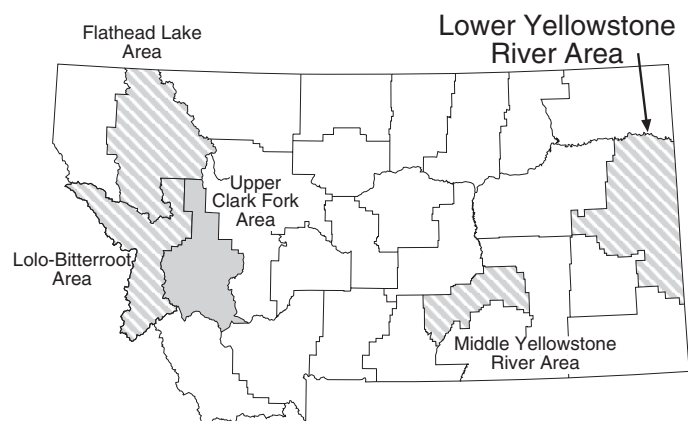 Flathead Lake
Area
Lower Yellowstone
River Area
Upper
Clark Fork
Area
Lolo-Bitterroot
Area
Middle Yellowstone
River Area